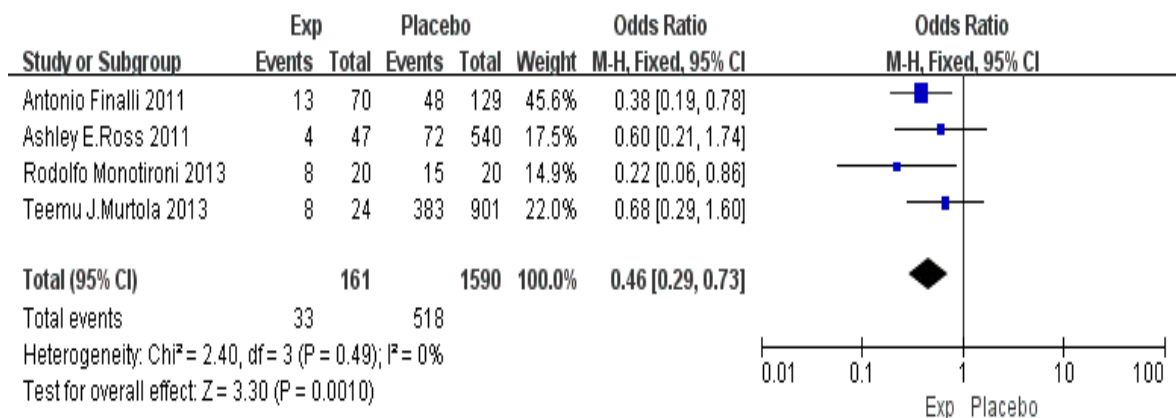 Exp Placebo Odds Ratio Odds Ratio
Study or Subgroup Events Total Events Total Weight M-H, Fixed, 95% CI M-H, Fixed, 95% CI
Antonio Finalli 2011 13 70 48 129 45.6% 0.38 [0.19, 0.78]
Ashley E.Ross 2011 4 47 72 540 17.5% 0.60 [0.21, 1.74]
Rodolfo Monotironi 2013 8 20 15 20 14.9% 0.22 [0.06, 0.86]
Teemu J.Murtola 2013 8 24 383 901 22.0% 0.68 [0.29, 1.60]
Total (95% CI) 161 1590 100.0% 0.46 [0.29, 0.73]
Total events 33 518
Heterogeneity: Chi² = 2.40, df = 3 (P = 0.49); I² = 0%
Test for overall effect: Z = 3.30 (P = 0.0010)
0.01 0.1 1 10 100
Exp Placebo